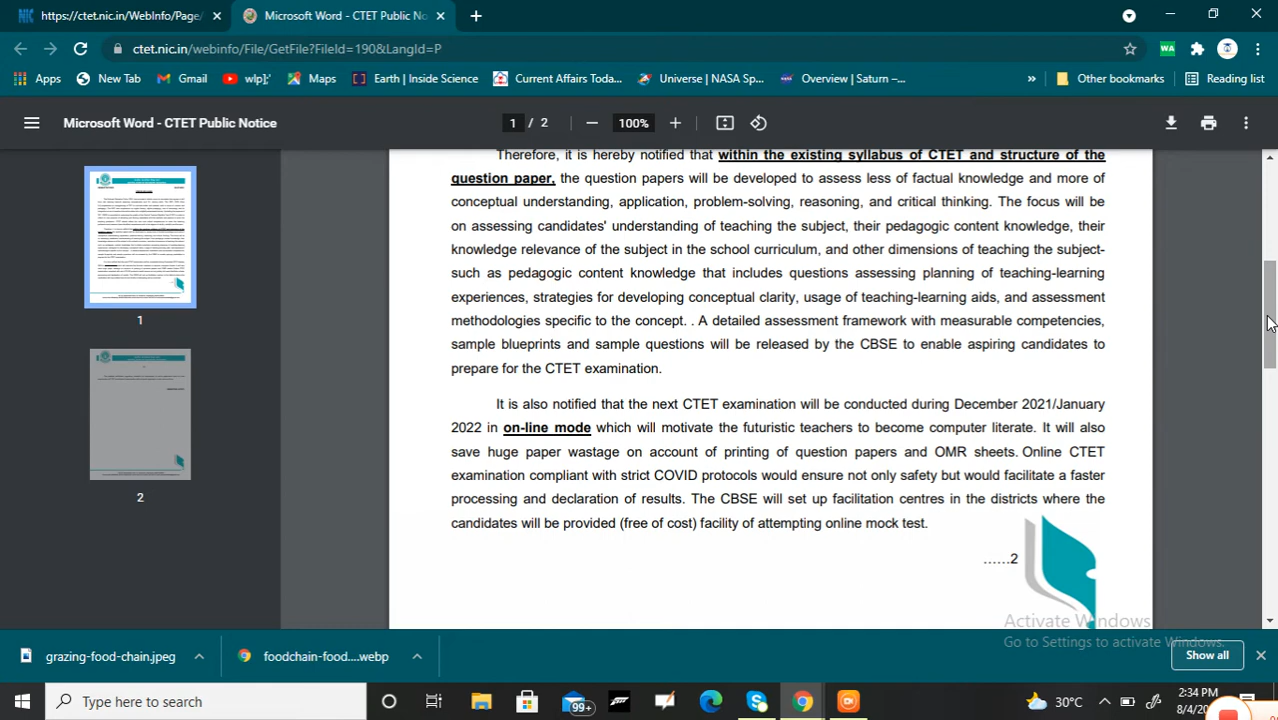 https://ctet.nic.in/WebInfo/Page/
Microsoft Word - CTET Public No
ctet.nic.in/webinfo/File/GetFile?FileId=190&LangId=P
WA
Apps
New Tab
Gmail
wlp]:'
Maps
Earth | Inside Science
Current Affairs Toda...
Universe | NASA Sp...
Overview | Saturn –...
»
Other bookmarks
Reading list
Microsoft Word - CTET Public Notice
1 / 2
100%
1
2
Therefore, it is hereby notified that within the existing syllabus of CTET and structure of the
question paper, the question papers will be developed to assess less of factual knowledge and more of
conceptual understanding, application, problem-solving, reasoning, and critical thinking. The focus will be
on assessing candidates' understanding of teaching the subject, their pedagogic content knowledge, their
knowledge relevance of the subject in the school curriculum, and other dimensions of teaching the subject-
such as pedagogic content knowledge that includes questions assessing planning of teaching-learning
experiences, strategies for developing conceptual clarity, usage of teaching-learning aids, and assessment
methodologies specific to the concept. . A detailed assessment framework with measurable competencies,
sample blueprints and sample questions will be released by the CBSE to enable aspiring candidates to
prepare for the CTET examination.
It is also notified that the next CTET examination will be conducted during December 2021/January
2022 in on-line mode which will motivate the futuristic teachers to become computer literate. It will also
save huge paper wastage on account of printing of question papers and OMR sheets. Online CTET
examination compliant with strict COVID protocols would ensure not only safety but would facilitate a faster
processing and declaration of results. The CBSE will set up facilitation centres in the districts where the
candidates will be provided (free of cost) facility of attempting online mock test.
......2
Activate Windows
Go to Settings to activate Windows.
grazing-food-chain.jpeg
foodchain-food....webp
Show all
Type here to search
99+
30°C
2:34 PM
8/4/20